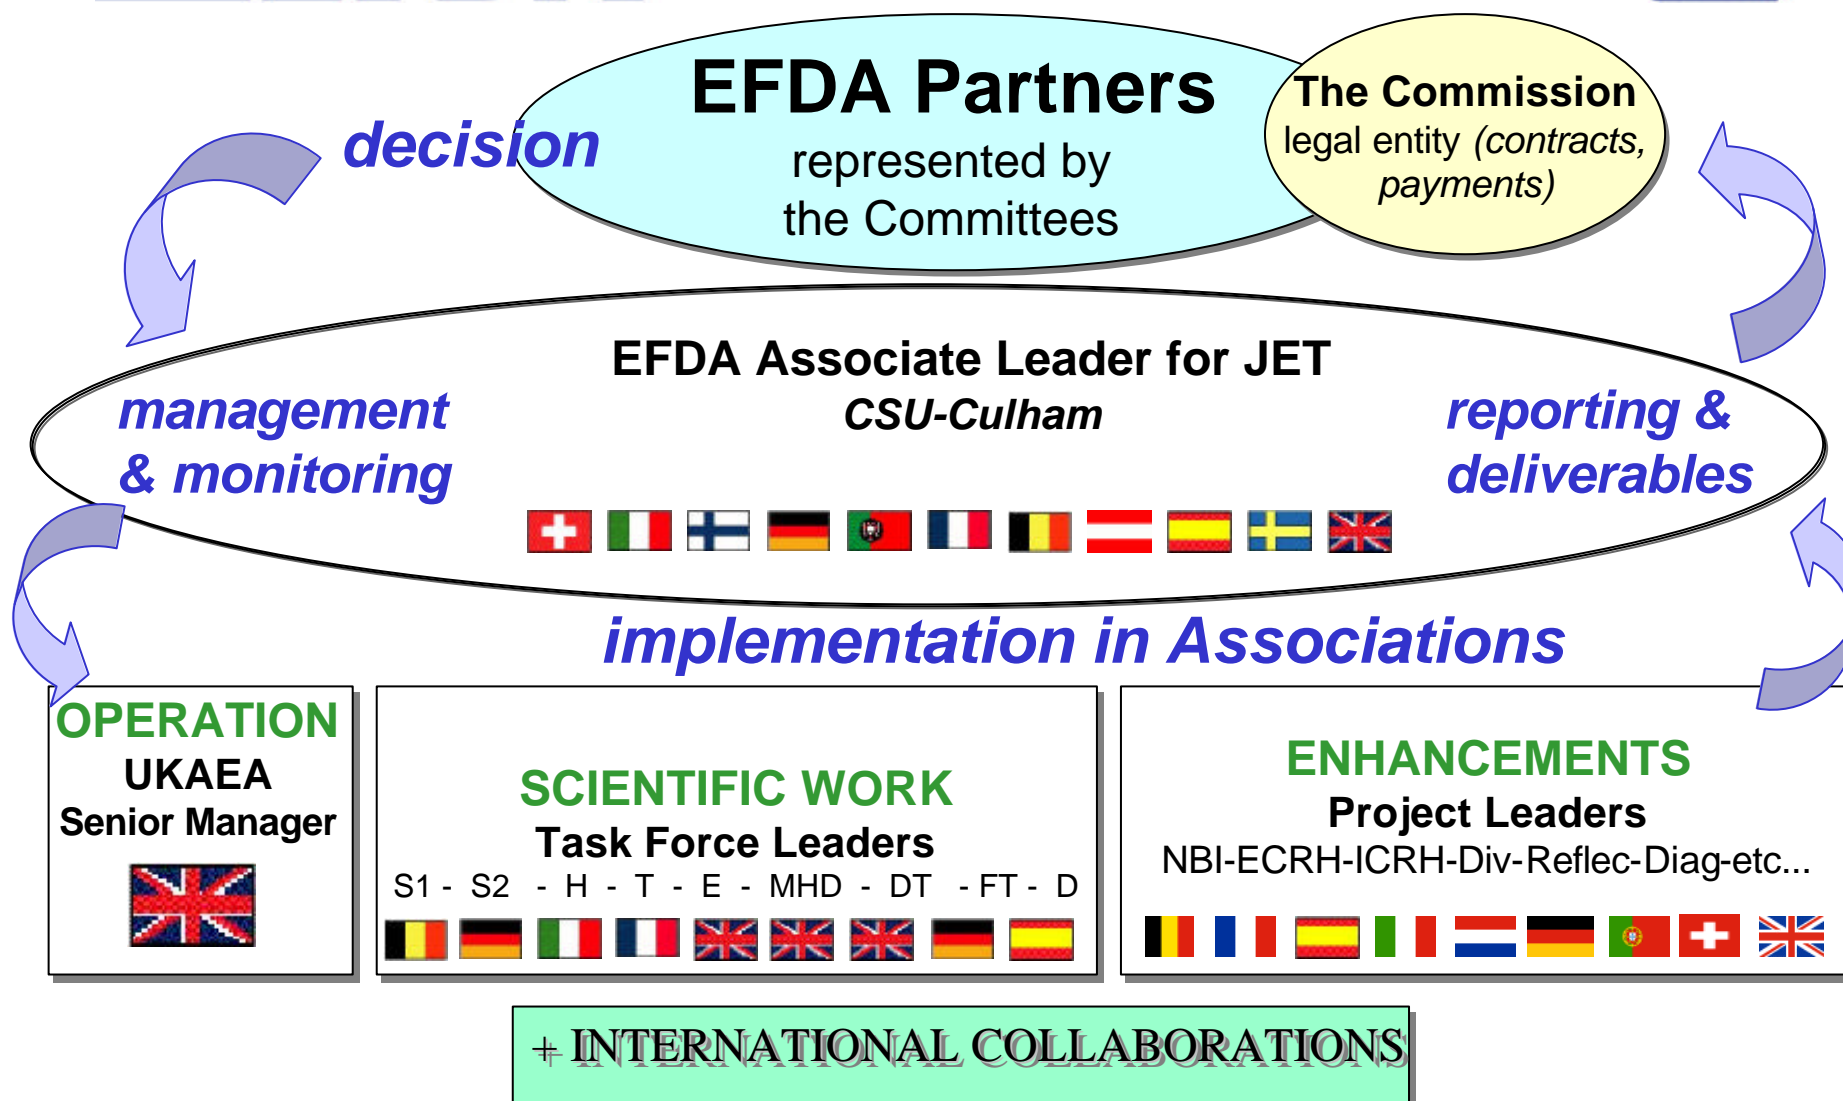 EFDA Partners
represented by
the Committees
The Commission
legal entity (contracts,
payments)
decision
EFDA Associate Leader for JET
CSU-Culham
management
& monitoring
reporting &
deliverables
implementation in Associations
OPERATION
UKAEA
Senior Manager
SCIENTIFIC WORK
Task Force Leaders
S1 - S2 - H - T - E - MHD - DT - FT - D
ENHANCEMENTS
Project Leaders
NBI-ECRH-ICRH-Div-Reflec-Diag-etc...
+ INTERNATIONAL COLLABORATIONS